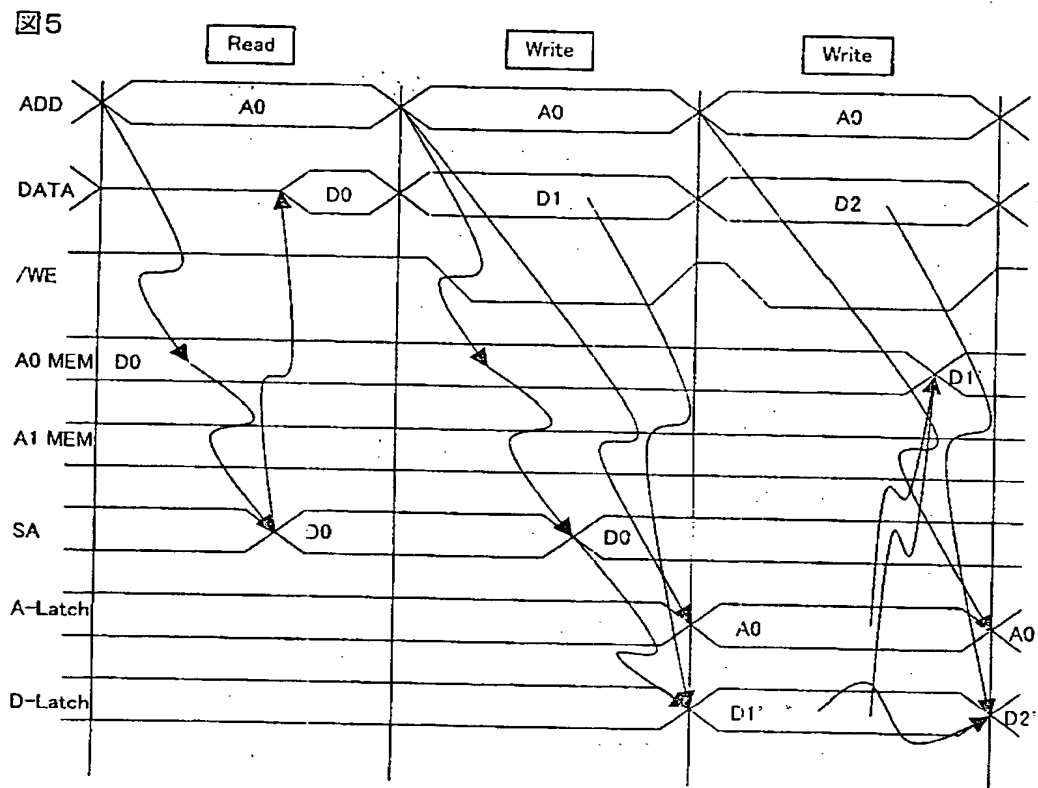 図5
Read Write Write
ADD A0 A0 A0
DATA D0 D1 D2
/WE
A0 MEM D0 D1'
A1 MEM
SA D0 D0
A-Latch A0 A0
D-Latch D1' D2'